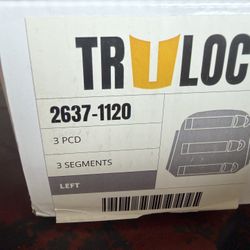 TRULOC
2637-1120
3 PCD
3 SEGMENTS
LEFT